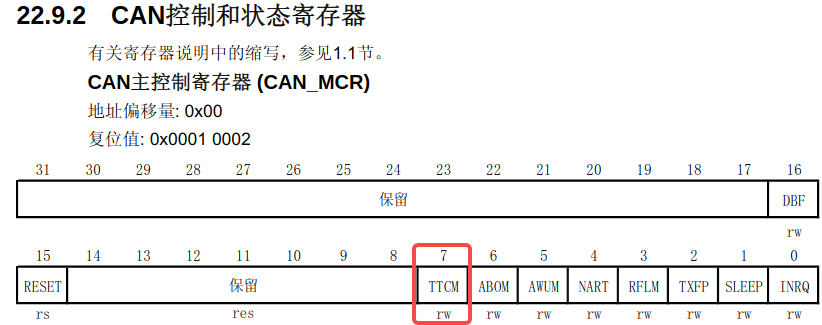 22.9.2 CAN控制和状态寄存器
有关寄存器说明中的缩写，参见1.1节。
CAN主控制寄存器 (CAN_MCR)
地址偏移量: 0x00
复位值: 0x0001 0002
31 30 29 28 27 26 25 24 23 22 21 20 19 18 17 16
保留 DBF
rw
15 14 13 12 11 10 9 8 7 6 5 4 3 2 1 0
RESET 保留 TTCM ABOM AWUM NART RFLM TXFP SLEEP INRQ
rs res rw rw rw rw rw rw rw rw